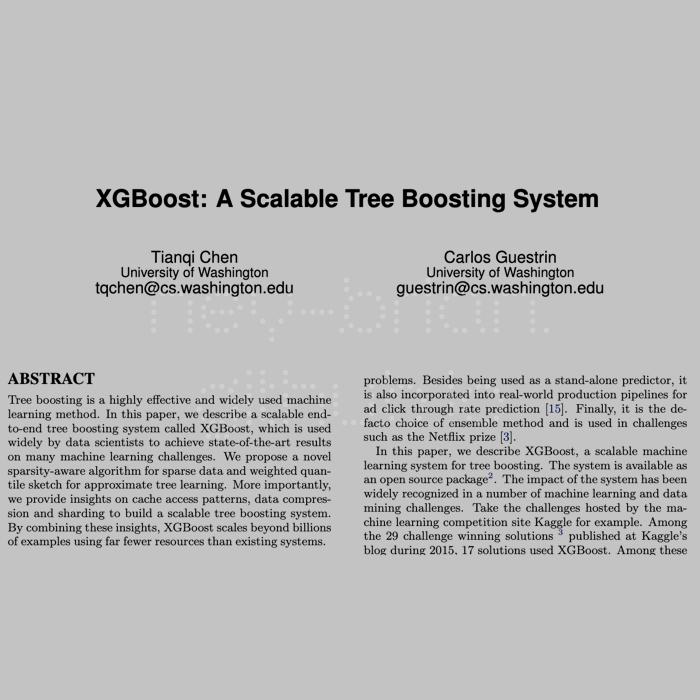 XGBoost: A Scalable Tree Boosting System
Tianqi Chen
University of Washington
tqchen@cs.washington.edu
Carlos Guestrin
University of Washington
guestrin@cs.washington.edu
ney-brian.
ABSTRACT
Tree boosting is a highly effective and widely used machine
learning method. In this paper, we describe a scalable end-
to-end tree boosting system called XGBoost, which is used
widely by data scientists to achieve state-of-the-art results
on many machine learning challenges. We propose a novel
sparsity-aware algorithm for sparse data and weighted quan-
tile sketch for approximate tree learning. More importantly,
we provide insights on cache access patterns, data compres-
sion and sharding to build a scalable tree boosting system.
By combining these insights, XGBoost scales beyond billions
of examples using far fewer resources than existing systems.
problems. Besides being used as a stand-alone predictor, it
is also incorporated into real-world production pipelines for
ad click through rate prediction [15]. Finally, it is the de-
facto choice of ensemble method and is used in challenges
such as the Netflix prize [3].
In this paper, we describe XGBoost, a scalable machine
learning system for tree boosting. The system is available as
an open source package2. The impact of the system has been
widely recognized in a number of machine learning and data
mining challenges. Take the challenges hosted by the ma-
chine learning competition site Kaggle for example. Among
the 29 challenge winning solutions 3 published at Kaggle's
blog during 2015, 17 solutions used XGBoost. Among these